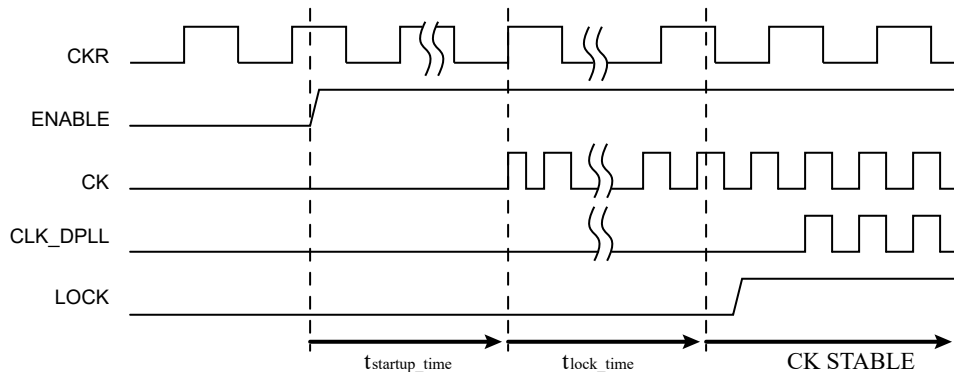 CKR
ENABLE
CK
CLK_DPLL
LOCK
tstartup_time tlock_time CK STABLE